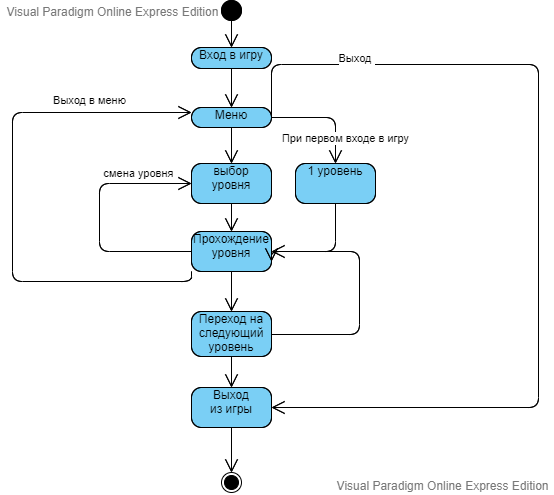 Visual Paradigm Online Express Edition
Вход в игру
Выход
Выход в меню
Меню
При первом входе в игру
смена уровня
выбор
уровня
1 уровень
Прохождение
уровня
Переход на
следующий
уровень
Выход
из игры
Visual Paradigm Online Express Edition